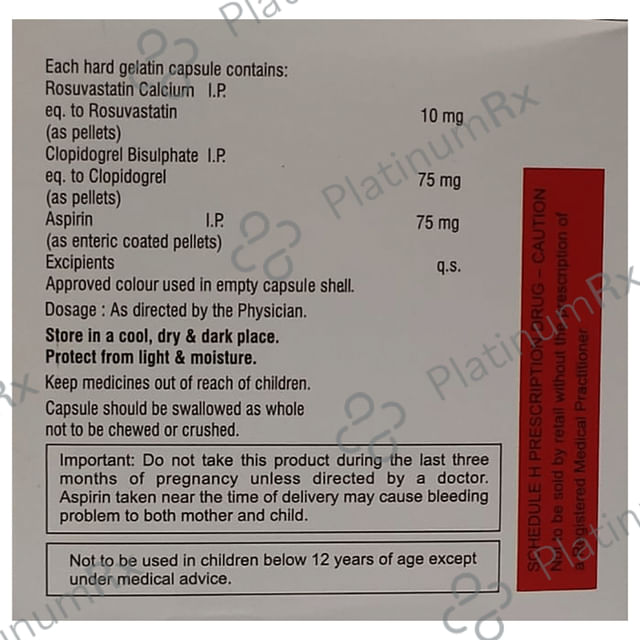 Each hard gelatin capsule contains:
Rosuvastatin Calcium I.P.
eq. to Rosuvastatin 10 mg
(as pellets)
Clopidogrel Bisulphate I.P.
eq. to Clopidogrel 75 mg
(as pellets)
Aspirin I.P. 75 mg
(as enteric coated pellets)
Excipients q.s.
Approved colour used in empty capsule shell.
Dosage : As directed by the Physician.
Store in a cool, dry & dark place.
Protect from light & moisture.
Keep medicines out of reach of children.
Capsule should be swallowed as whole
not to be chewed or crushed.
Important: Do not take this product during the last three
months of pregnancy unless directed by a doctor.
Aspirin taken near the time of delivery may cause bleeding
problem to both mother and child.
Not to be used in children below 12 years of age except
under medical advice.
SCHEDULE H PRESCRIPTION DRUG – CAUTION
Not to be sold by retail without the prescription of
a Registered Medical Practitioner
PlatinumRx
PlatinumRx
PlatinumRx